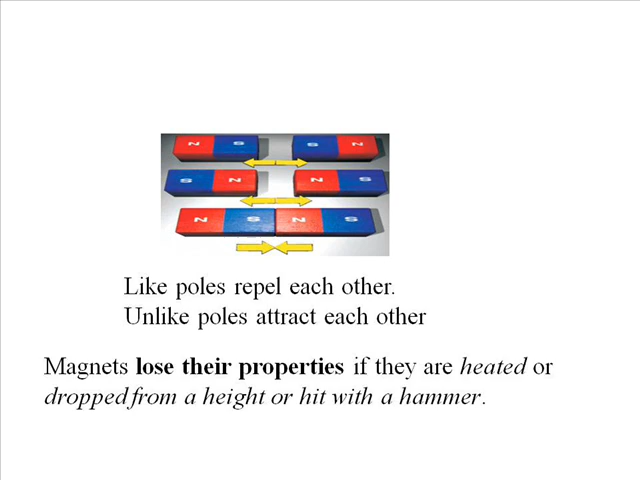 N S S N
S N N S
N S N S
Like poles repel each other.
Unlike poles attract each other
Magnets lose their properties if they are heated or
dropped from a height or hit with a hammer.